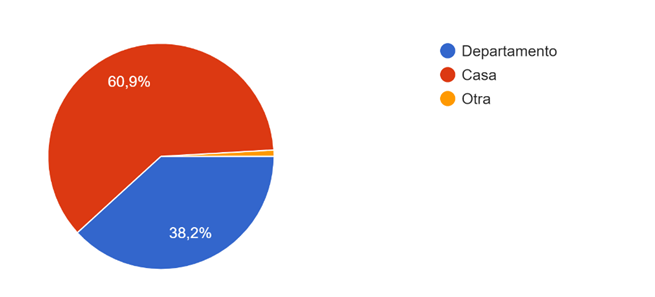 60,9%
38,2%
Departamento
Casa
Otra